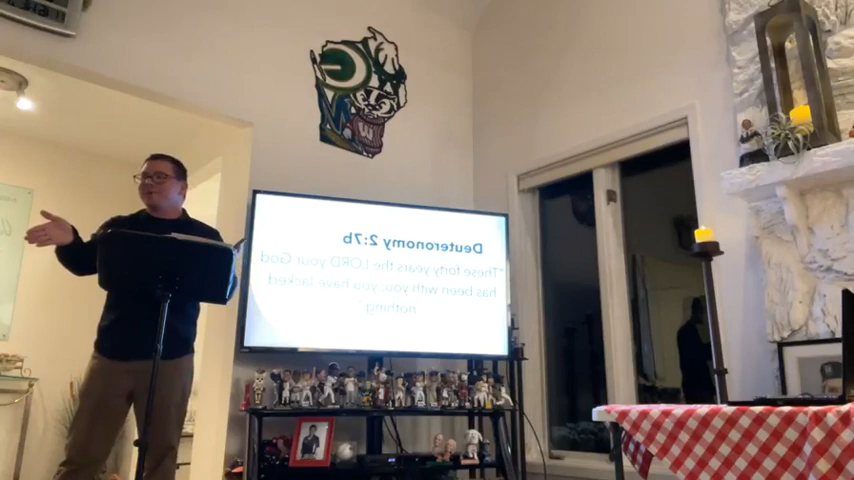 Deuteronomy 2:7b
"These forty years the LORD your God
has been with you; you have lacked
nothing."
W